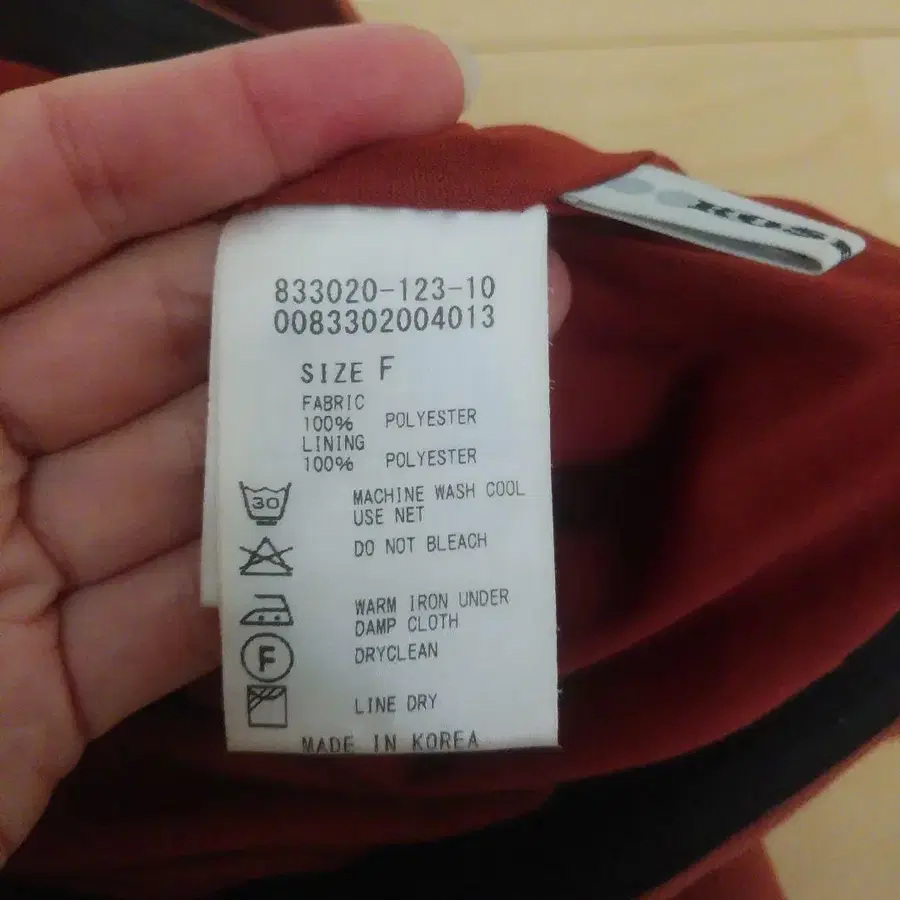 833020-123-10
0083302004013
SIZE F
FABRIC
100% POLYESTER
LINING
100% POLYESTER
30 MACHINE WASH COOL
USE NET
DO NOT BLEACH
WARM IRON UNDER
DAMP CLOTH
F DRYCLEAN
LINE DRY
MADE IN KOREA